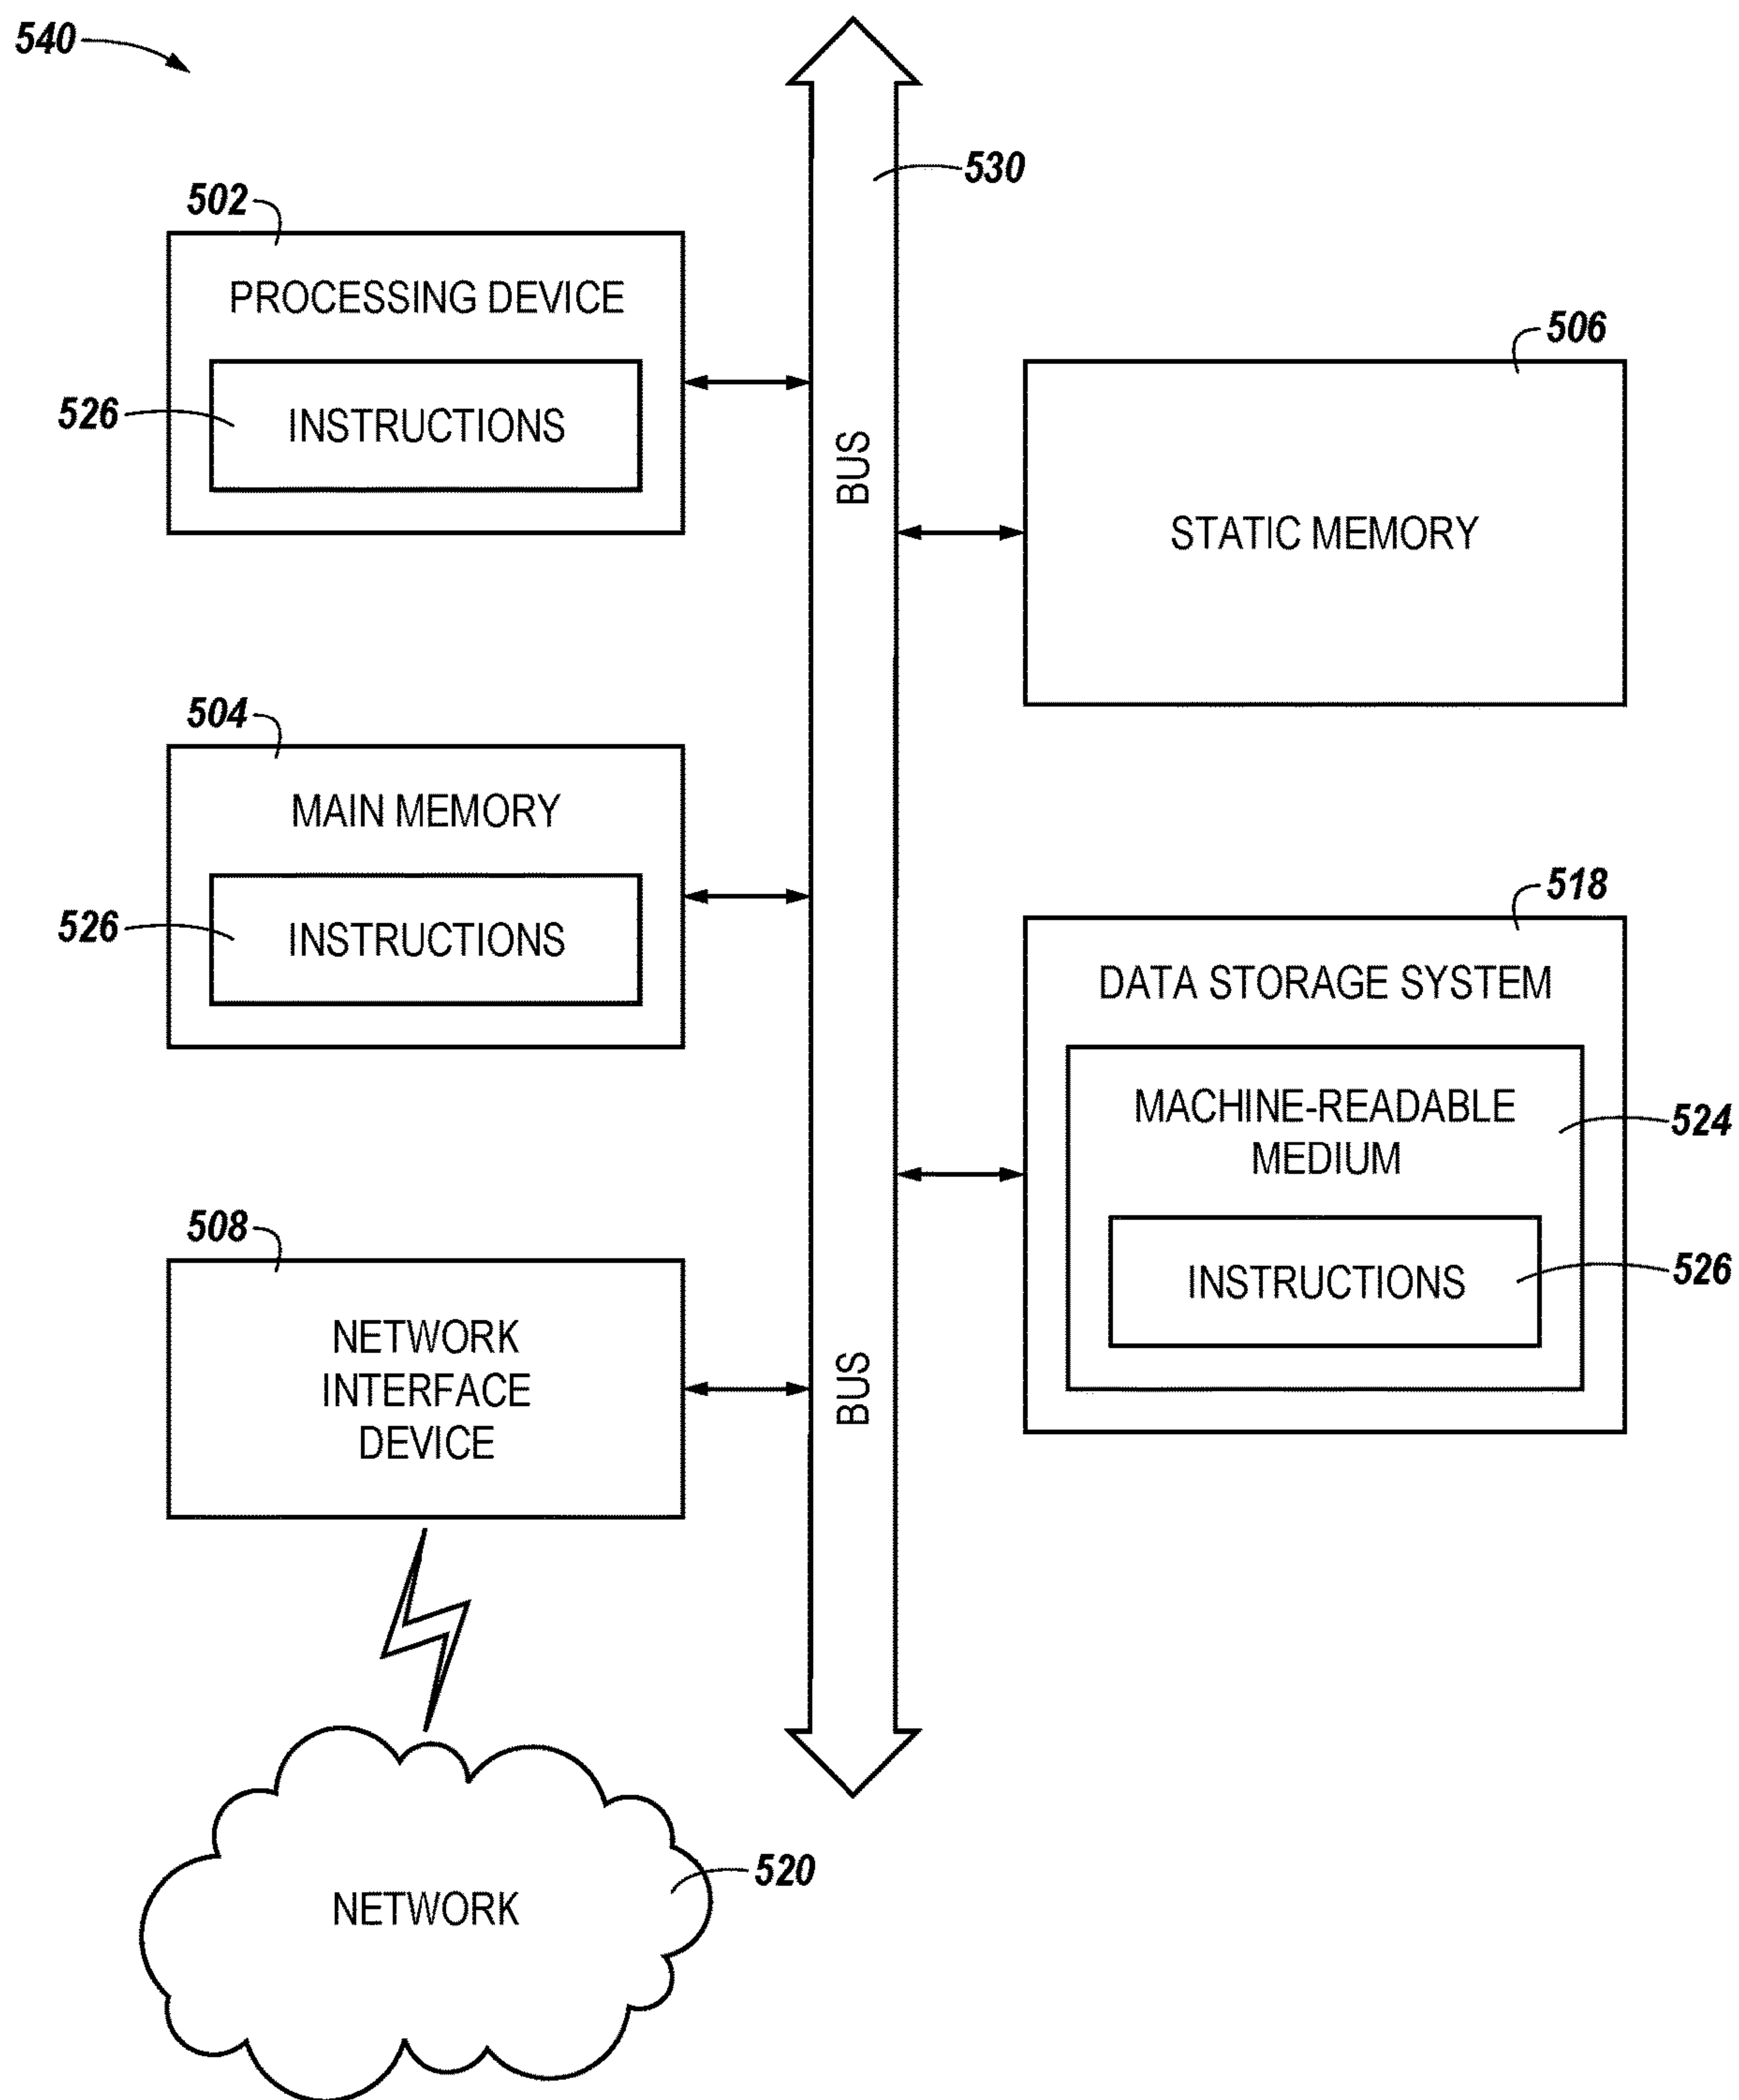 540
530
502
PROCESSING DEVICE
526
INSTRUCTIONS
BUS
506
STATIC MEMORY
504
MAIN MEMORY
526
INSTRUCTIONS
518
DATA STORAGE SYSTEM
MACHINE-READABLE
MEDIUM
524
INSTRUCTIONS
526
508
NETWORK
INTERFACE
DEVICE
BUS
520
NETWORK